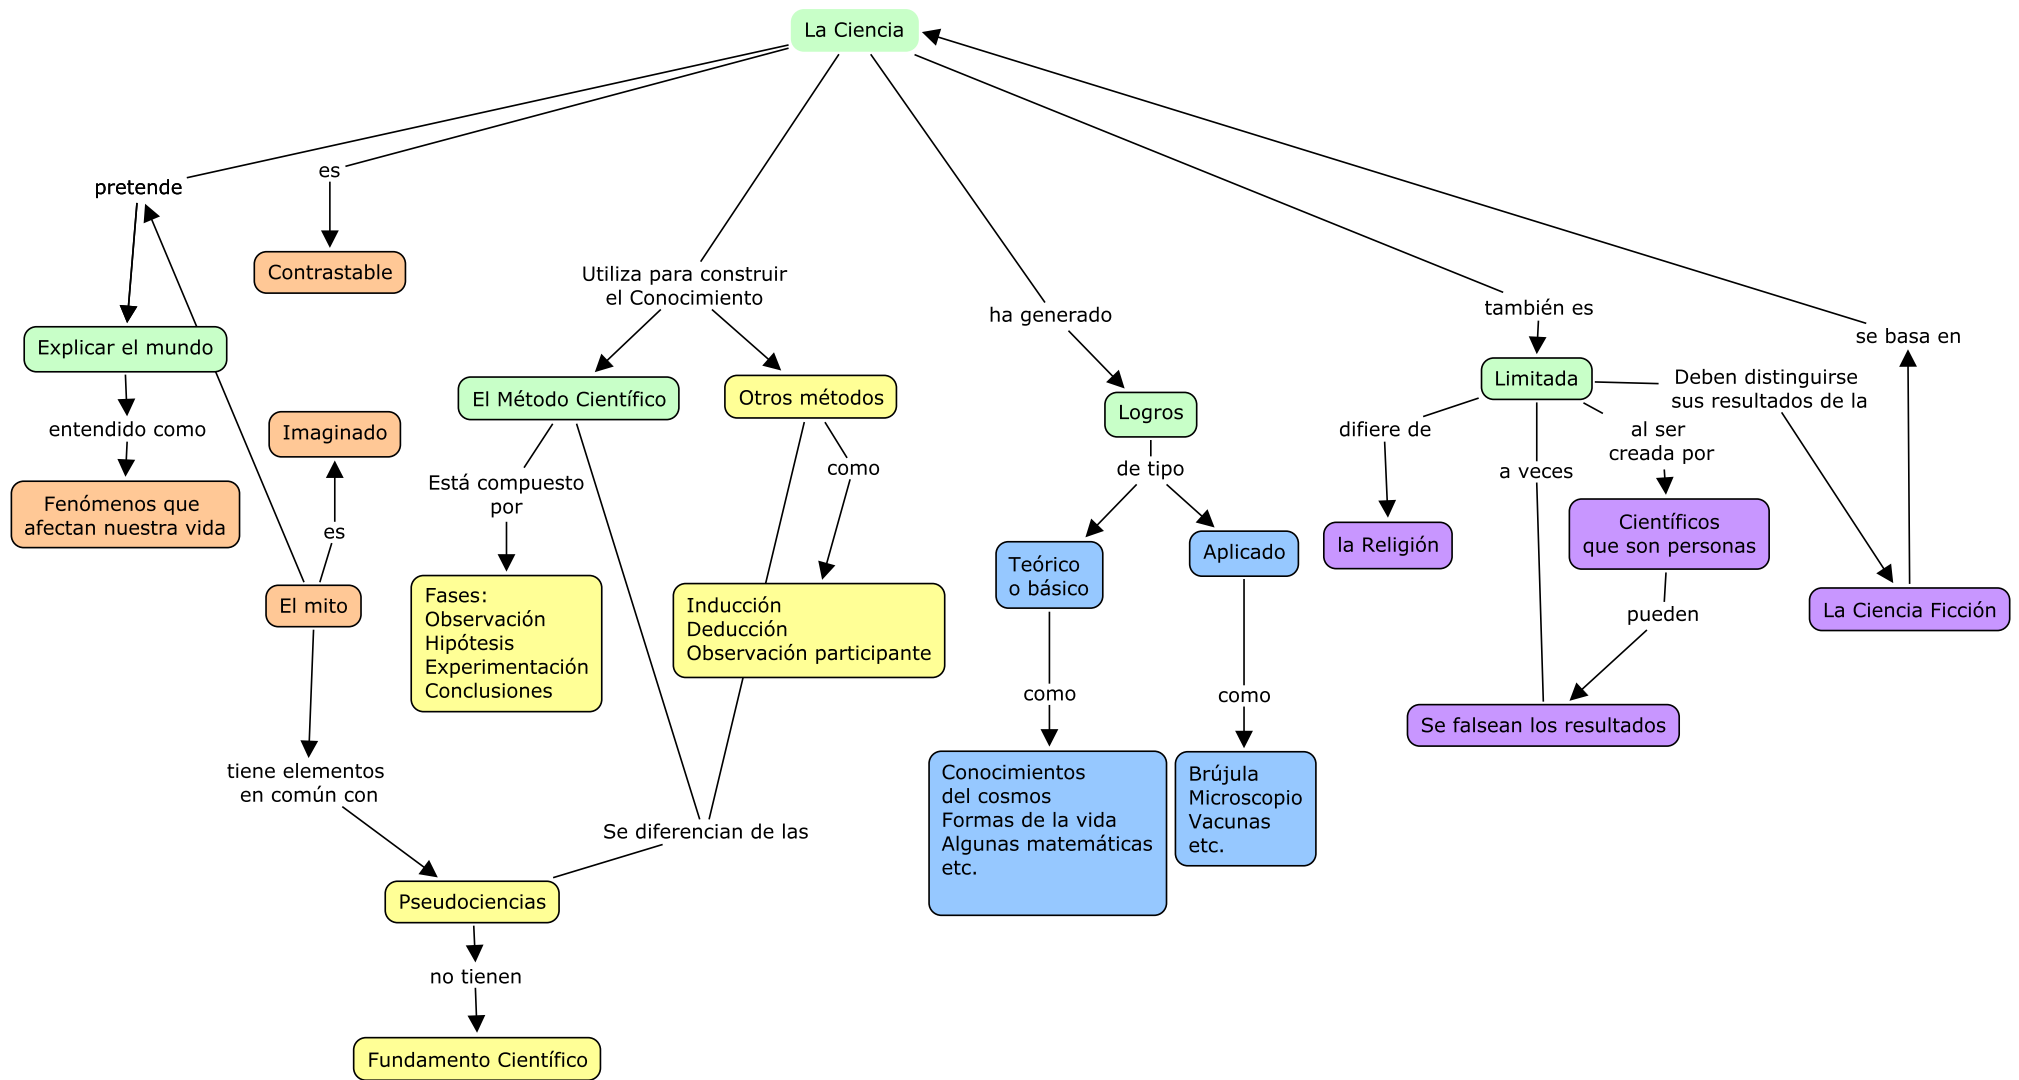 La Ciencia
pretende
es
Contrastable
Explicar el mundo
entendido como
Fenómenos que
afectan nuestra vida
Imaginado
es
El mito
tiene elementos
en común con
Utiliza para construir
el Conocimiento
El Método Científico
Otros métodos
Está compuesto
por
como
Fases:
Observación
Hipótesis
Experimentación
Conclusiones
Inducción
Deducción
Observación participante
Se diferencian de las
Pseudociencias
no tienen
Fundamento Científico
ha generado
Logros
de tipo
Teórico
o básico
Aplicado
como
como
Conocimientos
del cosmos
Formas de la vida
Algunas matemáticas
etc.
Brújula
Microscopio
Vacunas
etc.
también es
Limitada
difiere de
la Religión
a veces
al ser
creada por
Científicos
que son personas
pueden
Se falsean los resultados
Deben distinguirse
sus resultados de la
La Ciencia Ficción
se basa en